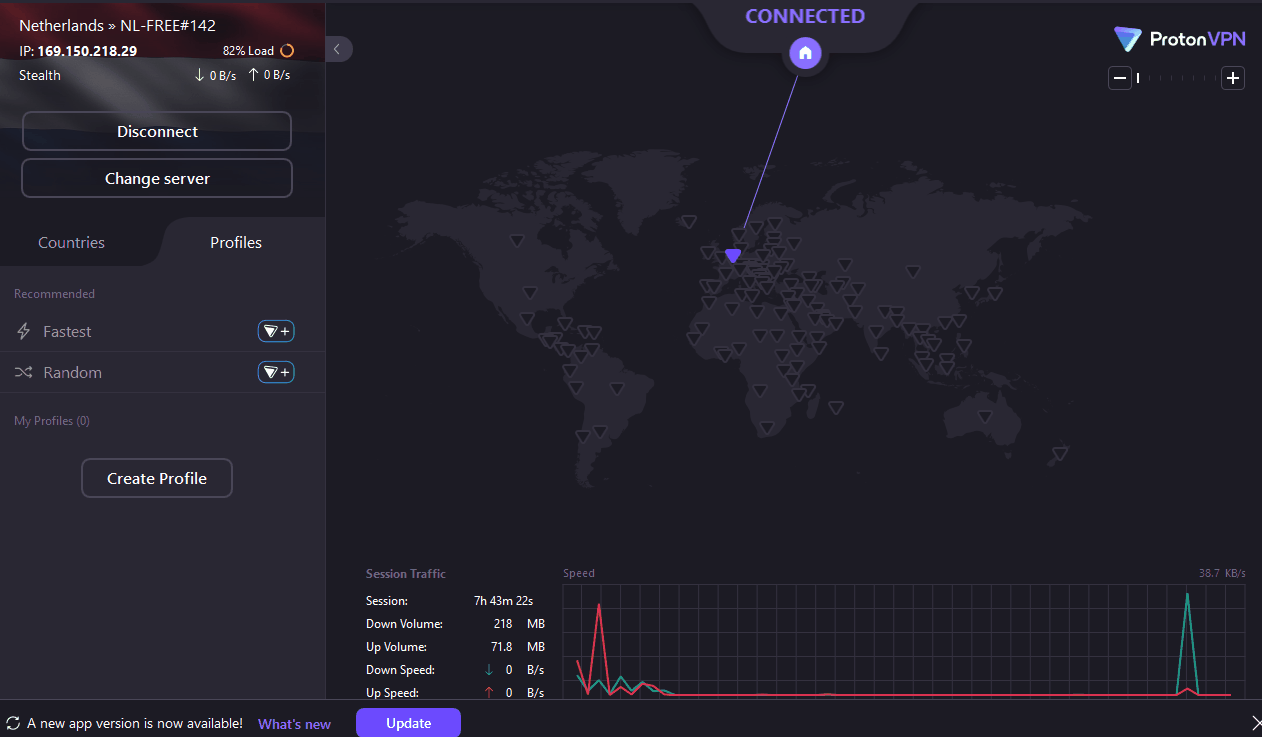 Netherlands » NL-FREE#142
IP: 169.150.218.29
82% Load
Stealth
↓ 0 B/s ↑ 0 B/s
Disconnect
Change server
Countries
Profiles
Recommended
Fastest
+
Random
+
My Profiles (0)
Create Profile
CONNECTED
ProtonVPN
Session Traffic
Session: 7h 43m 22s
Down Volume: 218 MB
Up Volume: 71.8 MB
Down Speed: ↓ 0 B/s
Up Speed: ↑ 0 B/s
Speed
38.7 KB/s
A new app version is now available!
What's new
Update